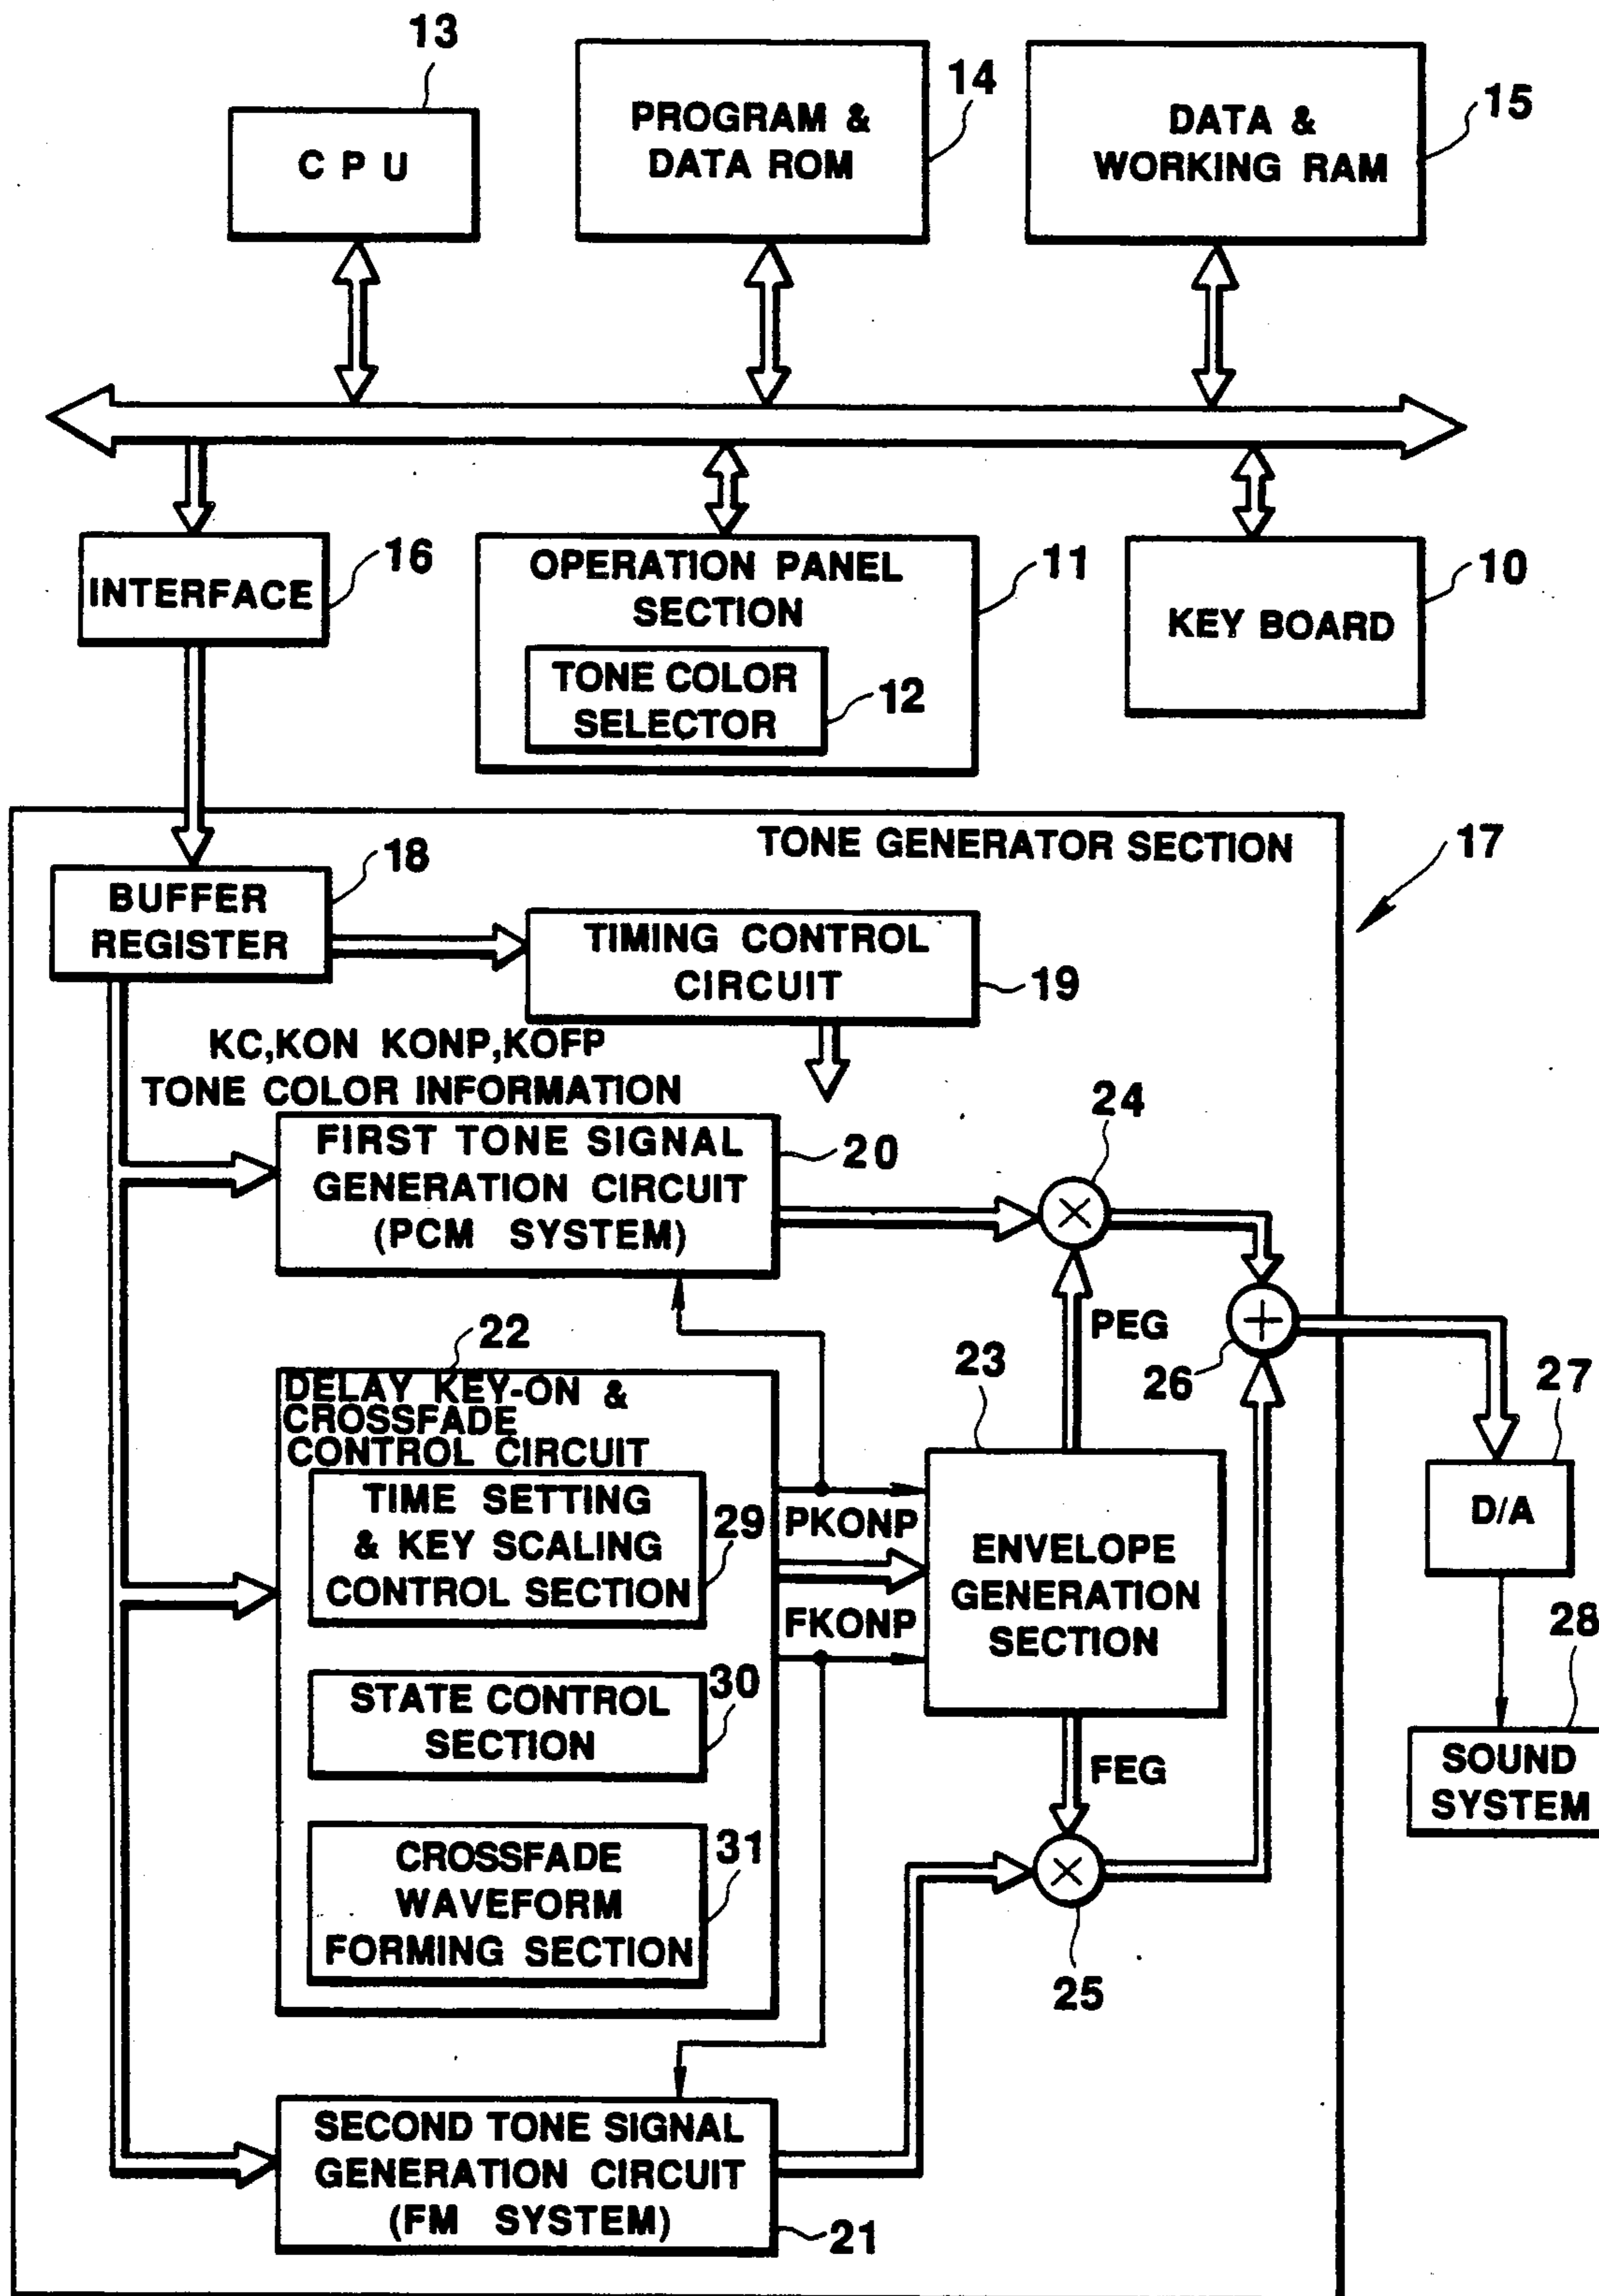 13
C P U
PROGRAM &
DATA ROM
14
DATA &
WORKING RAM
15
INTERFACE
16
OPERATION PANEL
SECTION
11
TONE COLOR
SELECTOR
12
KEY BOARD
10
TONE GENERATOR SECTION
17
BUFFER
REGISTER
18
TIMING CONTROL
CIRCUIT
19
KC,KON KONP,KOFP
TONE COLOR INFORMATION
FIRST TONE SIGNAL
GENERATION CIRCUIT
(PCM SYSTEM)
20
24
×
PEG
+
26
22
DELAY KEY-ON &
CROSSFADE
CONTROL CIRCUIT
TIME SETTING
& KEY SCALING
CONTROL SECTION
29
STATE CONTROL
SECTION
30
CROSSFADE
WAVEFORM
FORMING SECTION
31
PKONP
FKONP
23
ENVELOPE
GENERATION
SECTION
FEG
×
25
27
D/A
28
SOUND
SYSTEM
SECOND TONE SIGNAL
GENERATION CIRCUIT
(FM SYSTEM)
21